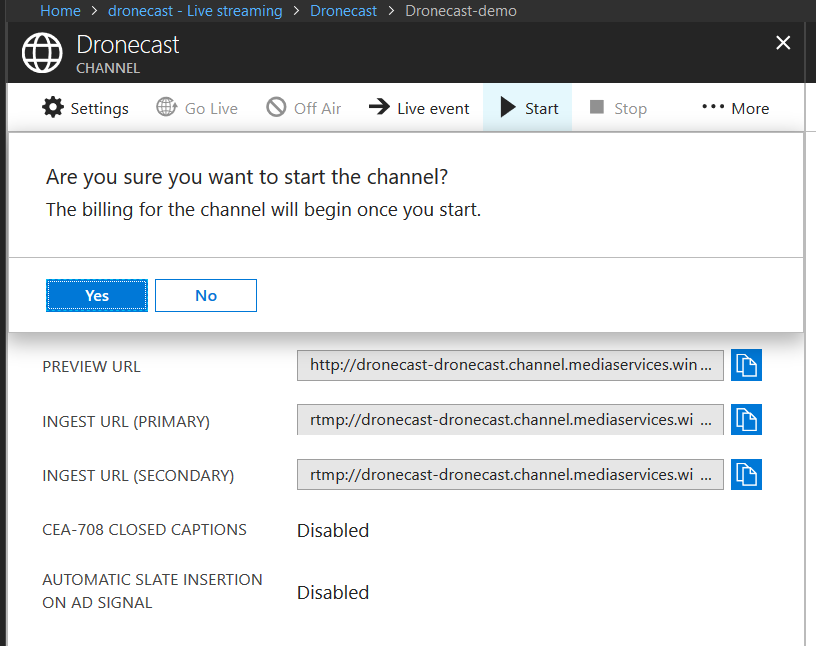 Home > dronecast - Live streaming > Dronecast > Dronecast-demo
Dronecast
CHANNEL
Settings Go Live Off Air Live event Start Stop ... More
Are you sure you want to start the channel?
The billing for the channel will begin once you start.
Yes No
PREVIEW URL http://dronecast-dronecast.channel.mediaservices.win ...
INGEST URL (PRIMARY) rtmp://dronecast-dronecast.channel.mediaservices.wi ...
INGEST URL (SECONDARY) rtmp://dronecast-dronecast.channel.mediaservices.wi ...
CEA-708 CLOSED CAPTIONS Disabled
AUTOMATIC SLATE INSERTION
ON AD SIGNAL Disabled